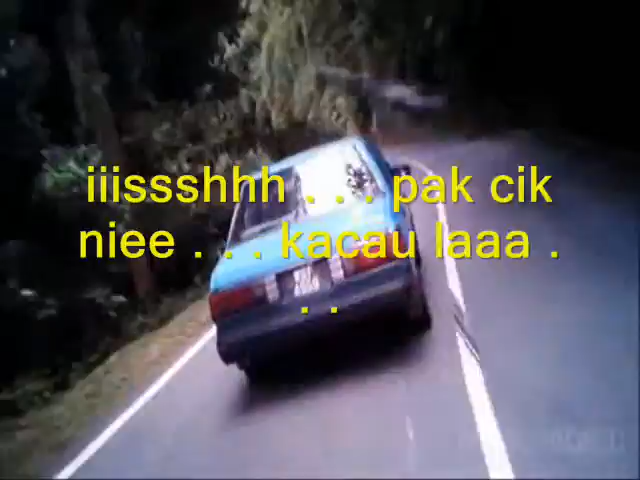 iiissshhh . . . pak cik
niee . . . kacau laaa .
. .